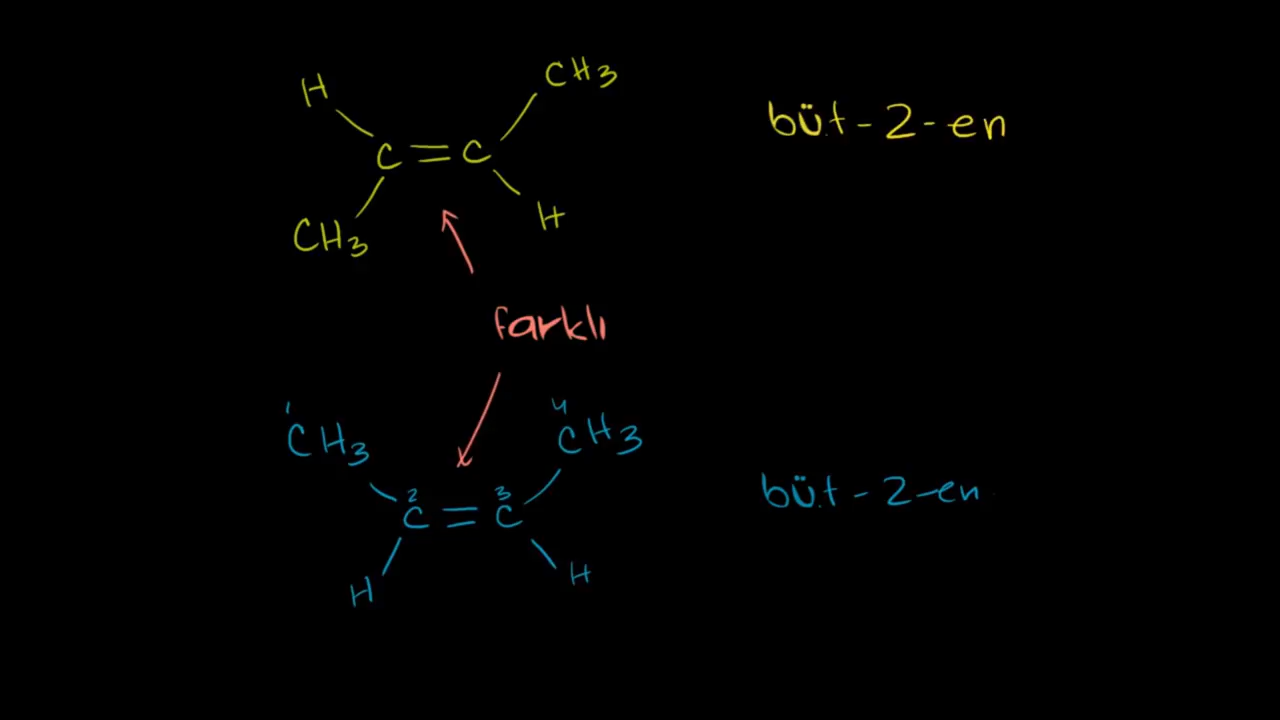 H CH3
C = C büt-2-en
CH3 H
farklı
1 4
CH3 CH3
2 3
C = C büt-2-en
H H